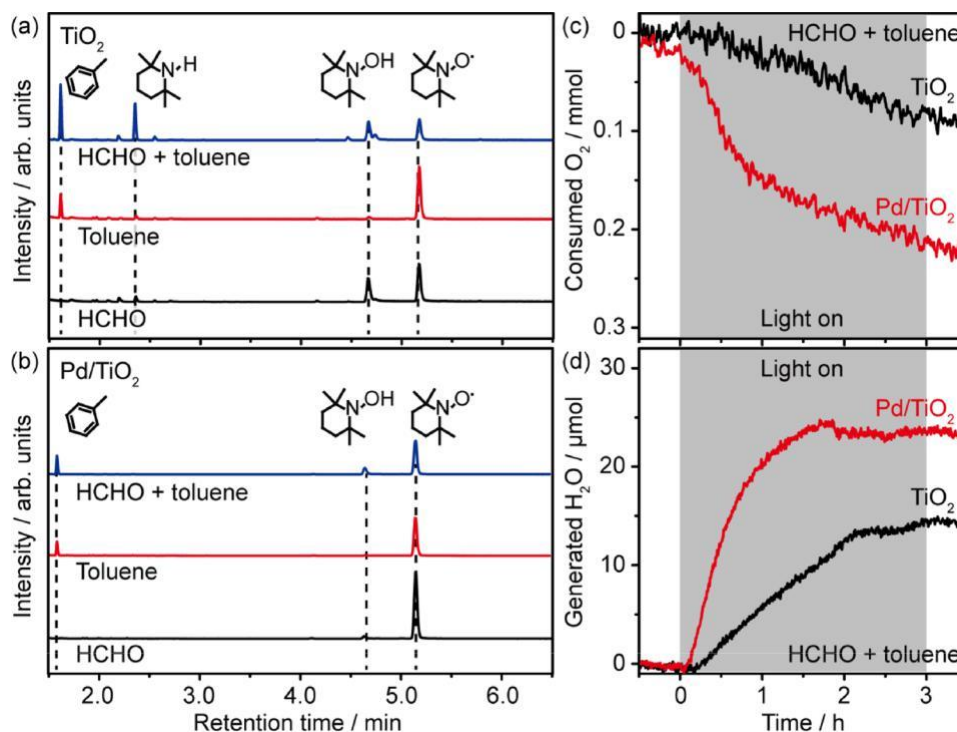 (a)
TiO₂
N-H
N-OH
N-O·
HCHO + toluene
Toluene
HCHO
Intensity / arb. units
(b)
Pd/TiO₂
N-OH
N-O·
HCHO + toluene
Toluene
HCHO
Intensity / arb. units
2.0 3.0 4.0 5.0 6.0
Retention time / min
(c)
HCHO + toluene
TiO₂
Pd/TiO₂
Light on
0
0.1
0.2
0.3
Consumed O₂ / mmol
(d)
Light on
Pd/TiO₂
TiO₂
HCHO + toluene
30
20
10
0
Generated H₂O / μmol
0 1 2 3
Time / h